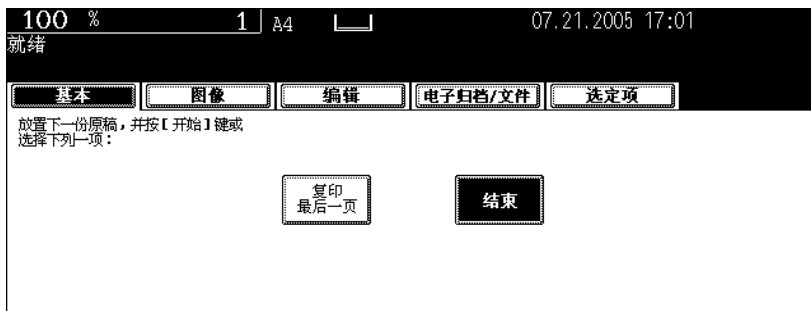 100 % 1 A4 07.21.2005 17:01
就绪
基本 图像 编辑 电子归档/文件 选定项
放置下一份原稿,并按[开始]键或
选择下列一项:
复印
最后一页
结束